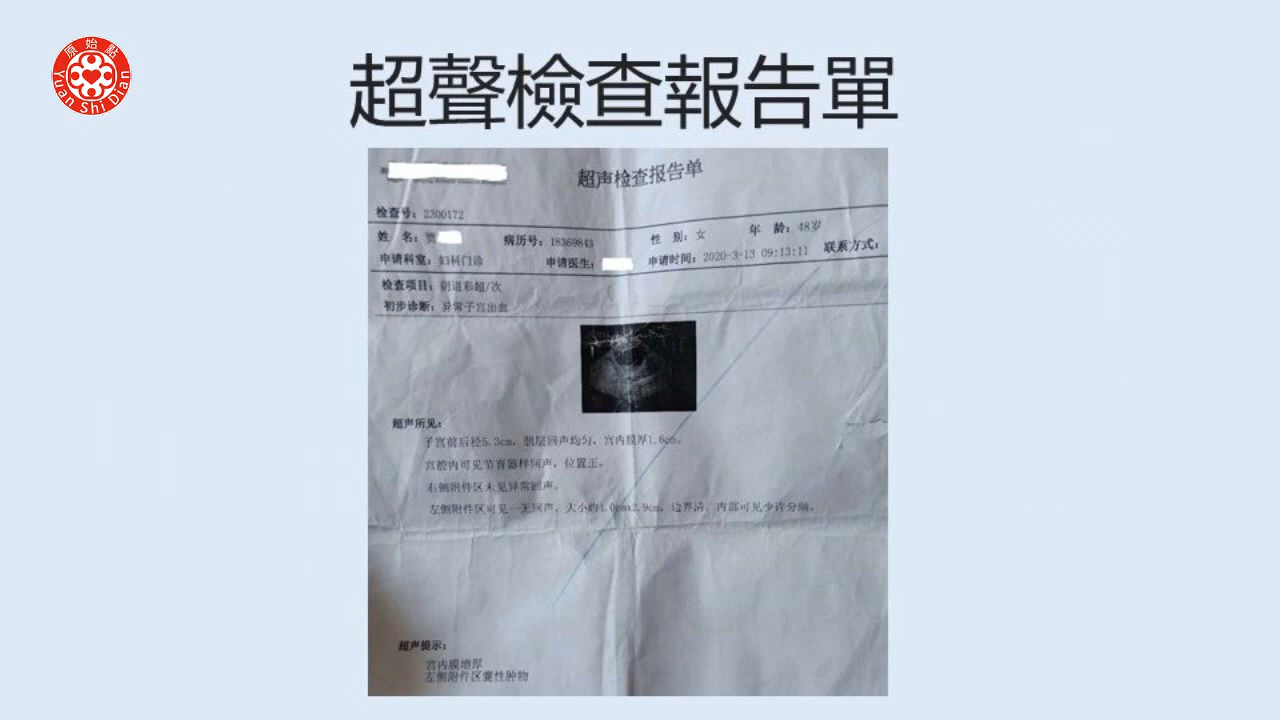 原始點
Yuan Shi Dian
超聲檢查報告單
超声检查报告单
检查号：2300172
姓 名：贾 病历号：18369843 性 别：女 年 龄：48岁
申请科室：妇科门诊 申请医生： 申请时间：2020-3-13 09:13:11 联系方式：
检查项目：阴道彩超/次
初步诊断：异常子宫出血
超声所见：
子宫前后径5.3cm，肌层回声均匀，宫内膜厚1.6cm。
宫腔内可见节育器样回声，位置正。
右侧附件区未见异常回声。
左侧附件区可见一无回声，大小约 2.9cm，边界清，内部可见少许分隔。
超声提示：
宫内膜增厚
左侧附件区囊性肿物